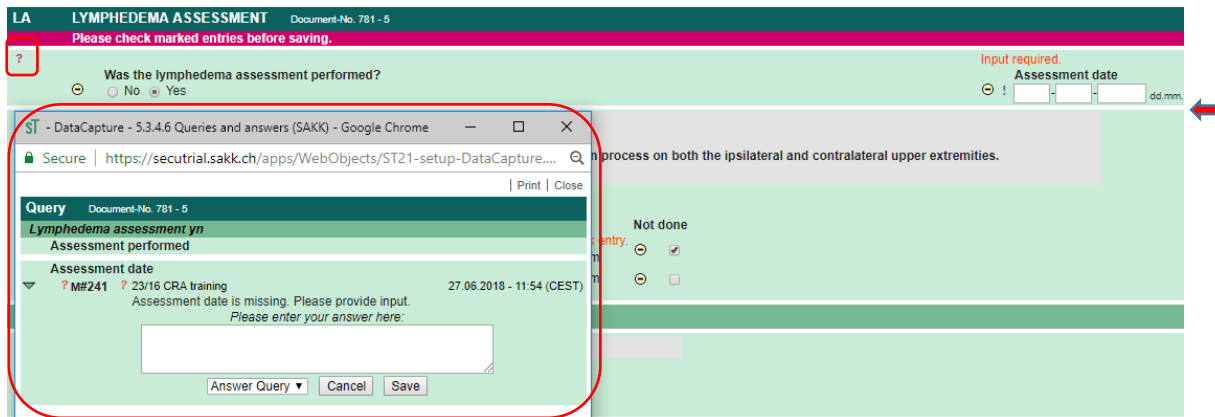 LA LYMPHEDEMA ASSESSMENT Document-No. 781 - 5
Please check marked entries before saving.
?
Input required.
Was the lymphedema assessment performed? Assessment date
No Yes ! - - dd.mm.
ST - DataCapture - 5.3.4.6 Queries and answers (SAKK) - Google Chrome
Secure | https://secutrial.sakk.ch/apps/WebObjects/ST21-setup-DataCapture....
process on both the ipsilateral and contralateral upper extremities.
| Print | Close
Query Document-No. 781 - 5
Lymphedema assessment yn
Not done
Assessment performed
entry.
Assessment date
? M#241 ? 23/16 CRA training 27.06.2018 - 11:54 (CEST)
Assessment date is missing. Please provide input.
Please enter your answer here:
Answer Query ▼ Cancel Save